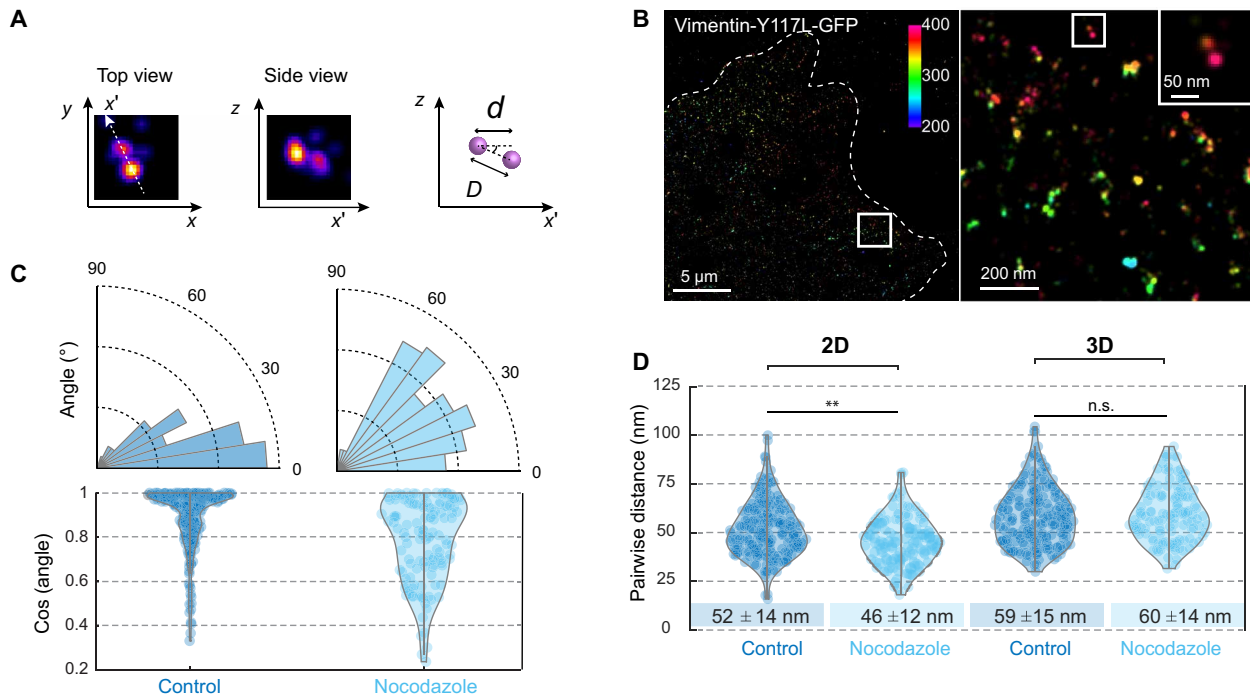 A
Top view
Side view
y
x'
x
z
x'
z
d
D
x'
B
Vimentin-Y117L-GFP
400
300
200
5 µm
50 nm
200 nm
C
90
60
30
0
Angle (°)
90
60
30
0
1
0.8
0.6
0.4
0.2
Cos (angle)
Control
Nocodazole
D
2D
3D
125
100
75
50
25
0
Pairwise distance (nm)
**
n.s.
52 ±14 nm
46 ±12 nm
59 ±15 nm
60 ±14 nm
Control
Nocodazole
Control
Nocodazole